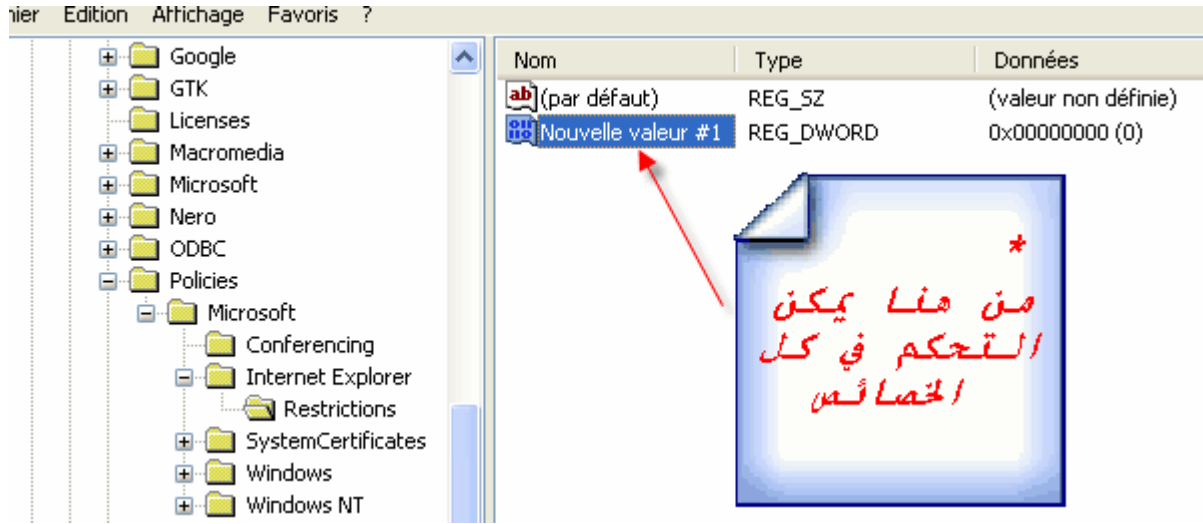 nier Edition Affichage Favoris ?
Google
GTK
Licenses
Macromedia
Microsoft
Nero
ODBC
Policies
Microsoft
Conferencing
Internet Explorer
Restrictions
SystemCertificates
Windows
Windows NT
Nom Type Données
(par défaut) REG_SZ (valeur non définie)
Nouvelle valeur #1 REG_DWORD 0x00000000 (0)
*
من هنا يمكن
التحكم في كل
الخصائص